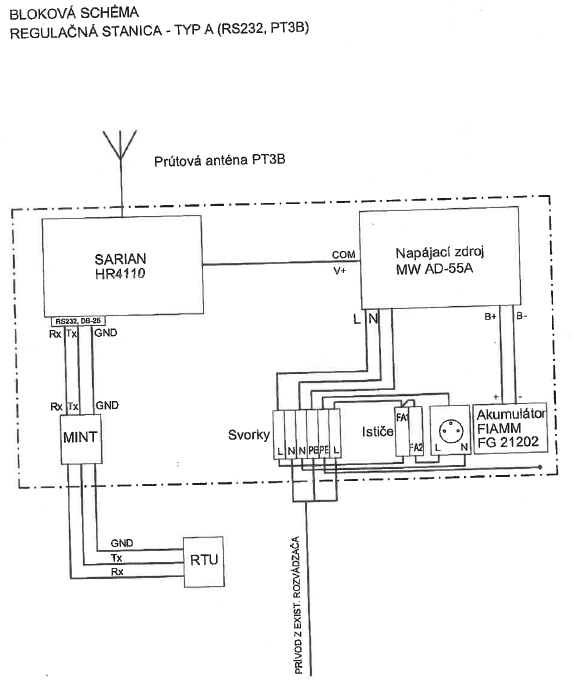 BLOKOVÁ SCHÉMA
REGULAČNÁ STANICA - TYP A (RS232, PT3B)
Prútová anténa PT3B
SARIAN
HR4110
COM
V+
Napájací zdroj
MW AD-55A
RS232, DB-25
Rx Tx GND
L N
B+ B-
Rx Tx GND
+ -
MINT
Svorky
L N N PE PE L
Ističe
FA1
FA2
L N
Akumulátor
FIAMM
FG 21202
GND
Tx
Rx
RTU
PRÍVOD Z EXIST. ROZVÁDZAČA